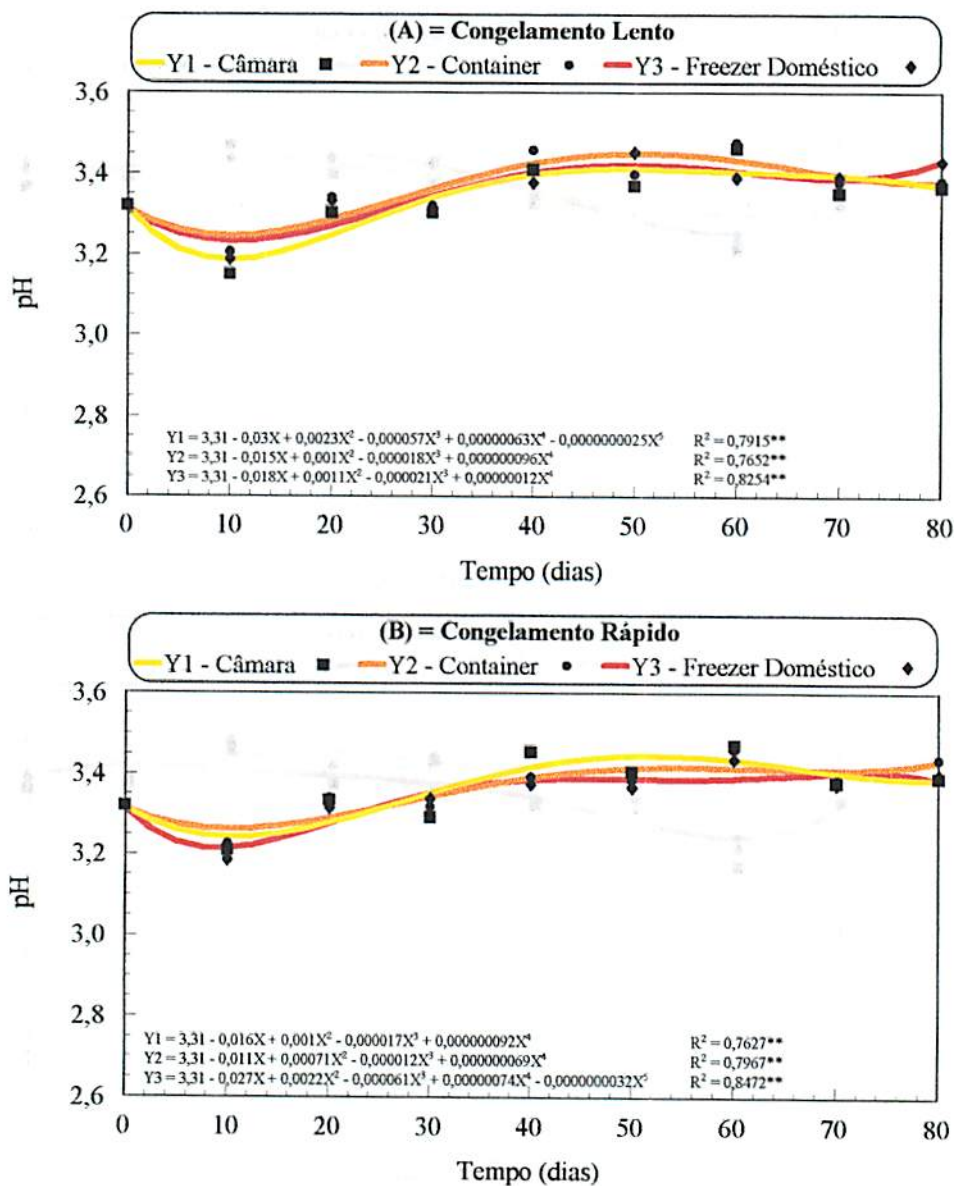 (A) = Congelamento Lento
Y1 - Câmara ■ Y2 - Container ● Y3 - Freezer Doméstico ◆
3,6
3,4
3,2
3,0
2,8
2,6
pH
Y1 = 3,31 - 0,03X + 0,0023X² - 0,000057X³ + 0,00000063X⁴ - 0,0000000025X⁵ R² = 0,7915**
Y2 = 3,31 - 0,015X + 0,001X² - 0,000018X³ + 0,000000096X⁴ R² = 0,7652**
Y3 = 3,31 - 0,018X + 0,0011X² - 0,000021X³ + 0,00000012X⁴ R² = 0,8254**
0 10 20 30 40 50 60 70 80
Tempo (dias)
(B) = Congelamento Rápido
Y1 - Câmara ■ Y2 - Container ● Y3 - Freezer Doméstico ◆
3,6
3,4
3,2
3,0
2,8
2,6
pH
Y1 = 3,31 - 0,016X + 0,001X² - 0,000017X³ + 0,000000092X⁴ R² = 0,7627**
Y2 = 3,31 - 0,011X + 0,00071X² - 0,000012X³ + 0,000000069X⁴ R² = 0,7967**
Y3 = 3,31 - 0,027X + 0,0022X² - 0,000061X³ + 0,00000074X⁴ - 0,0000000032X⁵ R² = 0,8472**
0 10 20 30 40 50 60 70 80
Tempo (dias)